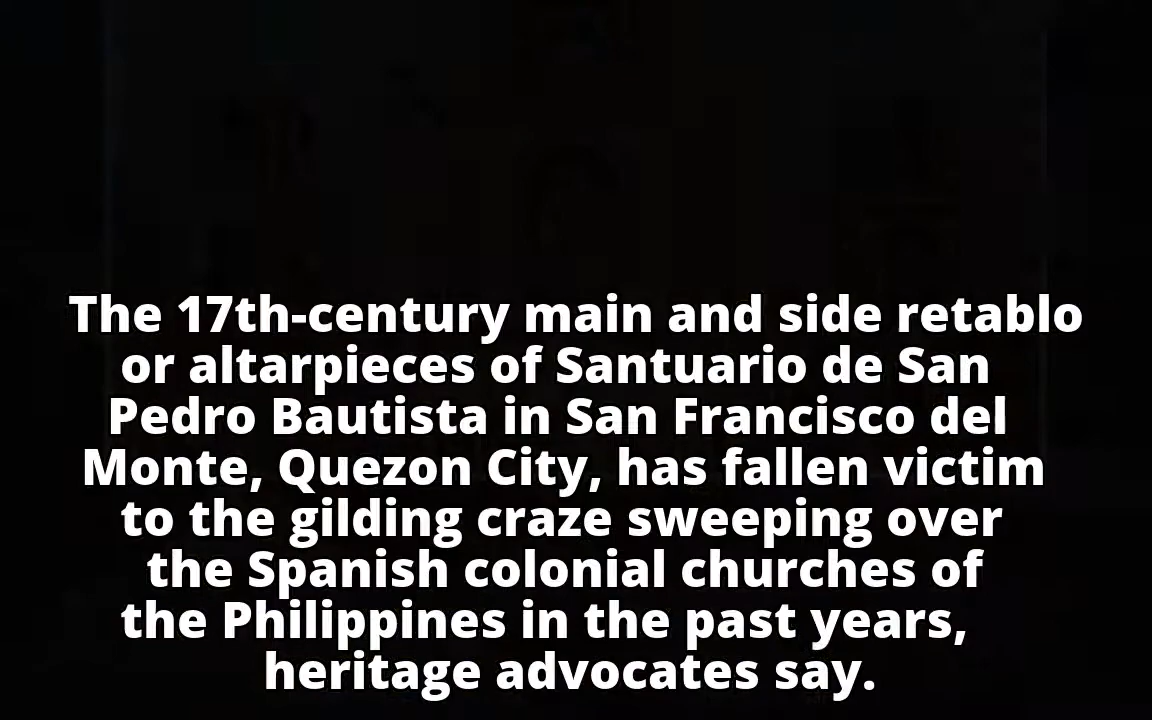 The 17th-century main and side retablo
or altarpieces of Santuario de San
Pedro Bautista in San Francisco del
Monte, Quezon City, has fallen victim
to the gilding craze sweeping over
the Spanish colonial churches of
the Philippines in the past years,
heritage advocates say.